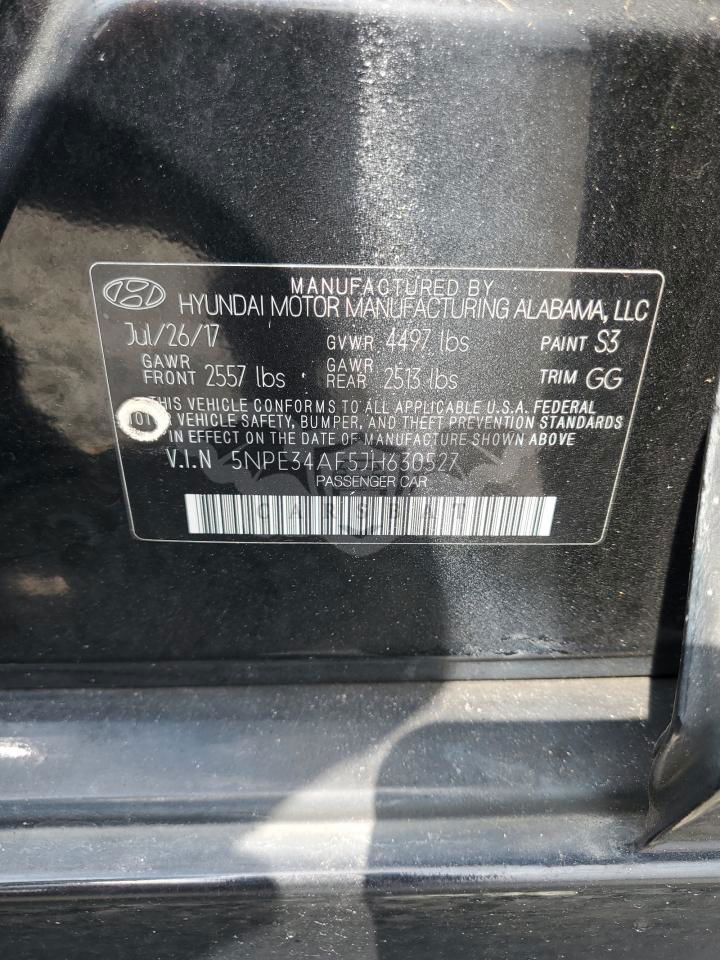 MANUFACTURED BY
HYUNDAI MOTOR MANUFACTURING ALABAMA, LLC
Jul/26/17 GVWR 4497 lbs PAINT S3
GAWR FRONT 2557 lbs GAWR REAR 2513 lbs TRIM GG
THIS VEHICLE CONFORMS TO ALL APPLICABLE U.S.A. FEDERAL
MOTOR VEHICLE SAFETY, BUMPER, AND THEFT PREVENTION STANDARDS
IN EFFECT ON THE DATE OF MANUFACTURE SHOWN ABOVE
V.I.N 5NPE34AF5JH630527
PASSENGER CAR
CARSBAT